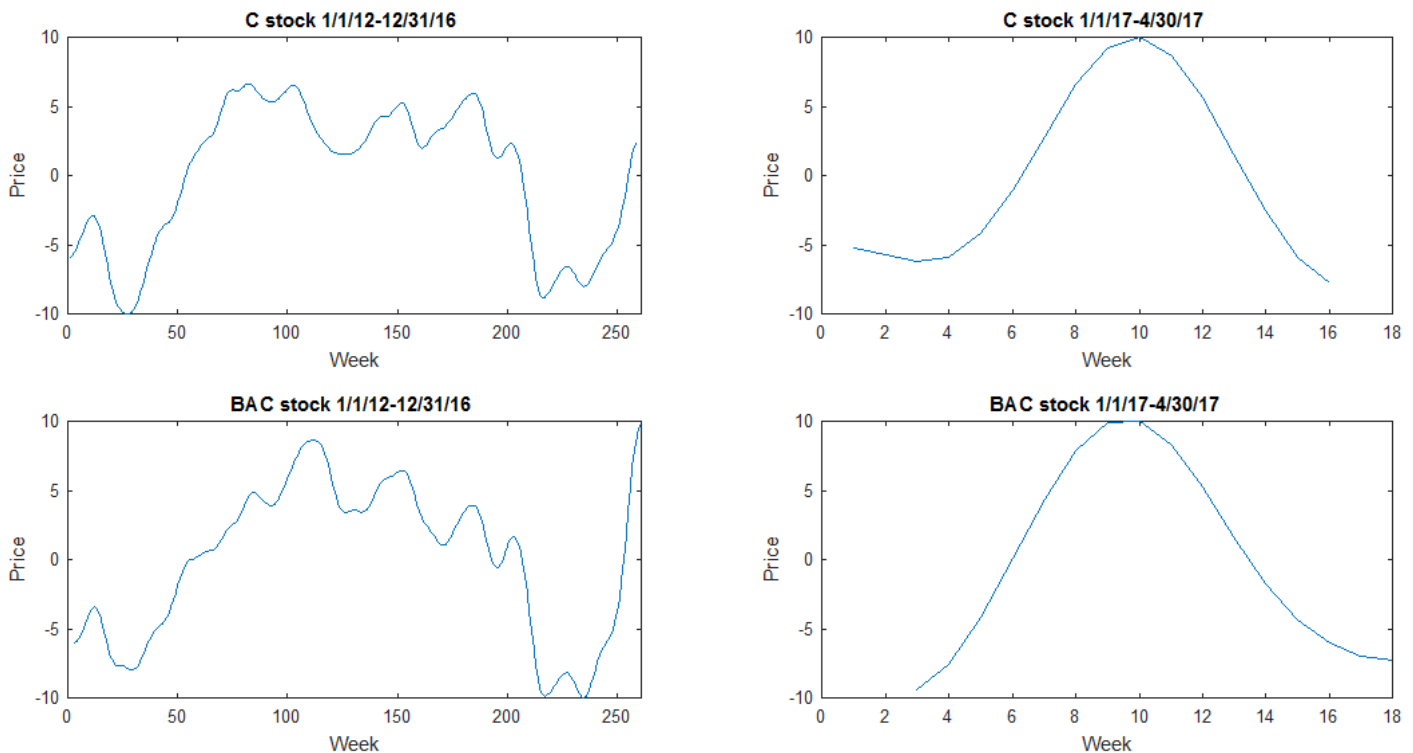 C stock 1/1/12-12/31/16
10
5
0
-5
-10
Price
0 50 100 150 200 250
Week
C stock 1/1/17-4/30/17
10
5
0
-5
-10
Price
0 2 4 6 8 10 12 14 16 18
Week
BAC stock 1/1/12-12/31/16
10
5
0
-5
-10
Price
0 50 100 150 200 250
Week
BAC stock 1/1/17-4/30/17
10
5
0
-5
-10
Price
0 2 4 6 8 10 12 14 16 18
Week